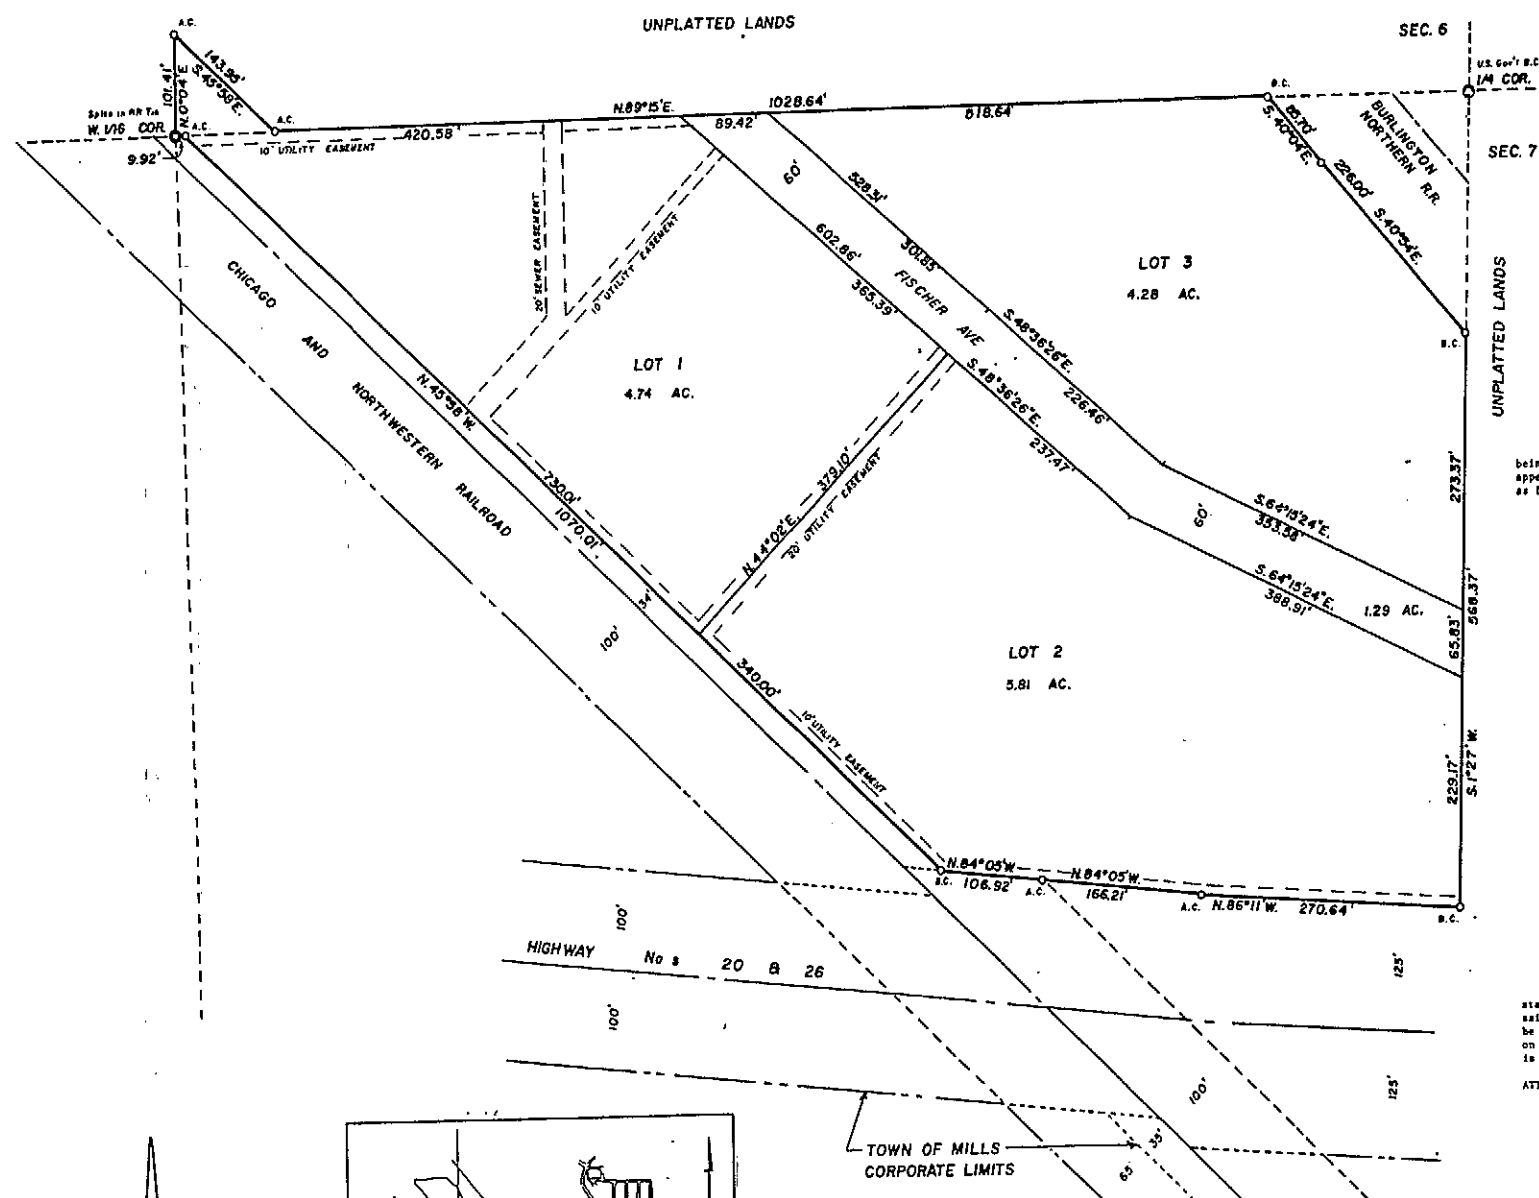 UNPLATTED LANDS
SEC. 6
A.C.
143.98'
S. 45°58'E.
101.41'
N.0°04'E
Spike in RR Tie
W. 1/16 COR.
A.C.
A.C.
9.92'
420.58'
10' UTILITY EASEMENT
N.89°15'E.
1028.64'
89.42'
518.64'
B.C.
U.S. Gov't B.C.
1/4 COR.
SEC. 7
BURLINGTON
NORTHERN R.R.
S. 40°04'E.
226.00'
S. 40°54'E.
B.C.
UNPLATTED LANDS
60'
528.31'
301.85'
602.86'
365.39'
FISCHER AVE
S. 48°36'26"E.
226.46'
S. 48°36'26"E.
237.47'
LOT 3
4.28 AC.
20' SEWER EASEMENT
10' UTILITY EASEMENT
LOT 1
4.74 AC.
CHICAGO
AND
NORTHWESTERN
RAILROAD
N. 45°58'W.
730.01'
1070.01'
34'
100'
N. 44°02'E.
379.10'
20' UTILITY EASEMENT
273.37'
60'
S. 64°15'24"E.
353.58'
S. 64°15'24"E.
388.91'
1.29 AC.
568.37'
65.83'
LOT 2
5.81 AC.
340.00'
10' UTILITY EASEMENT
229.17'
S. 1°27'W.
N.84°05'W
B.C.
106.92'
A.C.
N.84°05'W.
166.21'
A.C.
N.86°11'W.
270.64'
B.C.
100'
HIGHWAY No s 20 & 26
125'
100'
100'
125'
35'
65'
TOWN OF MILLS
CORPORATE LIMITS
as
be
on
is